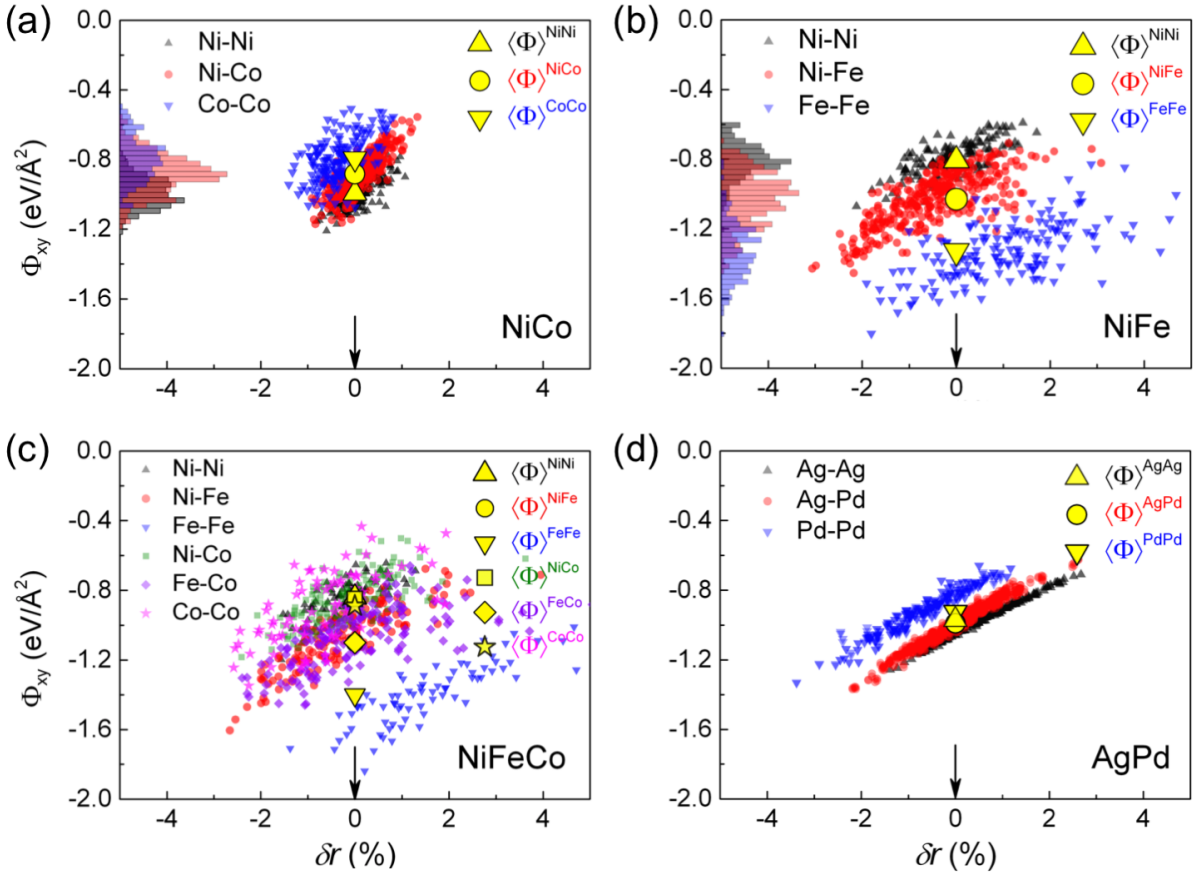 (a)
0.0
-0.4
-0.8
-1.2
-1.6
-2.0
Φxy (eV/Å²)
Ni-Ni
Ni-Co
Co-Co
⟨Φ⟩NiNi
⟨Φ⟩NiCo
⟨Φ⟩CoCo
NiCo
-4 -2 0 2 4
(b)
0.0
-0.4
-0.8
-1.2
-1.6
-2.0
Ni-Ni
Ni-Fe
Fe-Fe
⟨Φ⟩NiNi
⟨Φ⟩NiFe
⟨Φ⟩FeFe
NiFe
-4 -2 0 2 4
(c)
0.0
-0.4
-0.8
-1.2
-1.6
-2.0
Φxy (eV/Å²)
Ni-Ni
Ni-Fe
Fe-Fe
Ni-Co
Fe-Co
Co-Co
⟨Φ⟩NiNi
⟨Φ⟩NiFe
⟨Φ⟩FeFe
⟨Φ⟩NiCo
⟨Φ⟩FeCo
⟨Φ⟩CoCo
NiFeCo
-4 -2 0 2 4
δr (%)
(d)
0.0
-0.4
-0.8
-1.2
-1.6
-2.0
Ag-Ag
Ag-Pd
Pd-Pd
⟨Φ⟩AgAg
⟨Φ⟩AgPd
⟨Φ⟩PdPd
AgPd
-4 -2 0 2 4
δr (%)